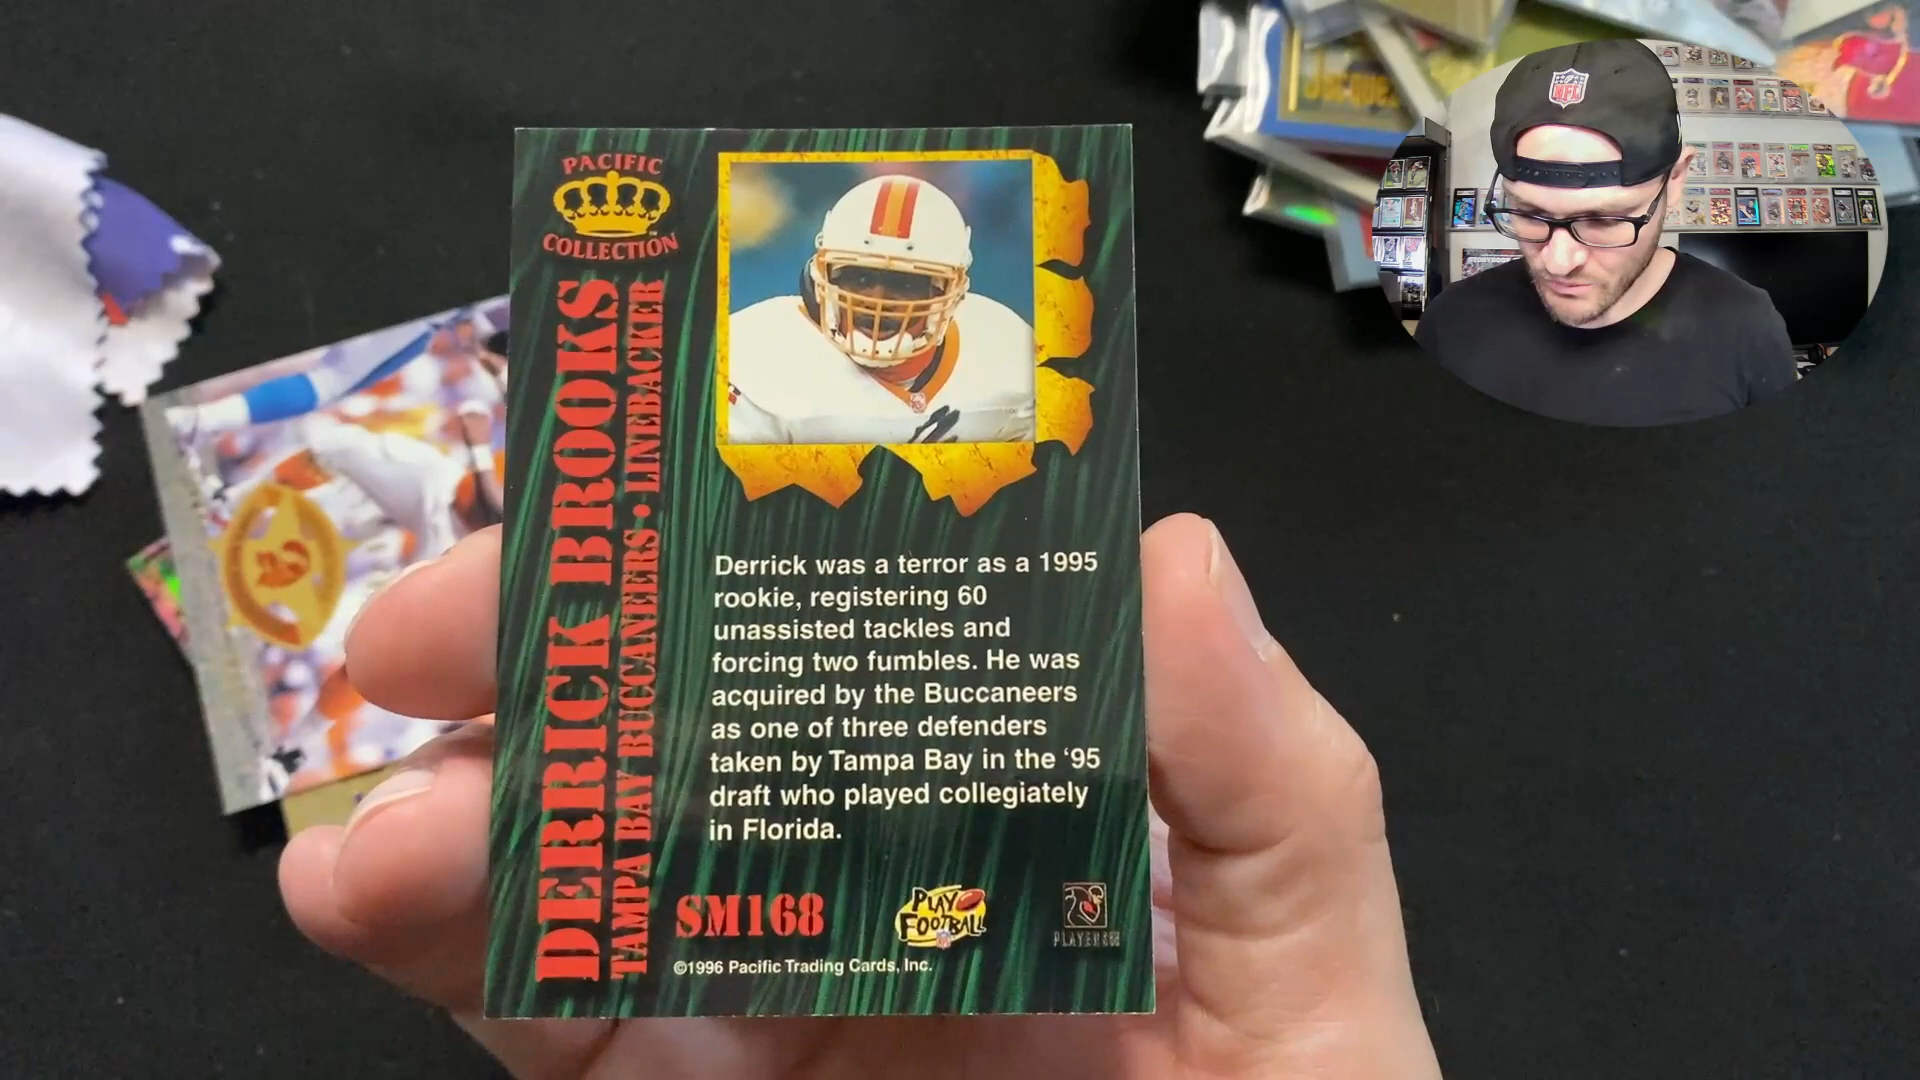 PACIFIC
COLLECTION
DERRICK BROOKS
TAMPA BAY BUCCANEERS • LINEBACKER
Derrick was a terror as a 1995
rookie, registering 60
unassisted tackles and
forcing two fumbles. He was
acquired by the Buccaneers
as one of three defenders
taken by Tampa Bay in the ‘95
draft who played collegiately
in Florida.
SM168
PLAY
FOOTBALL
PLAYERS
©1996 Pacific Trading Cards, Inc.
NFL